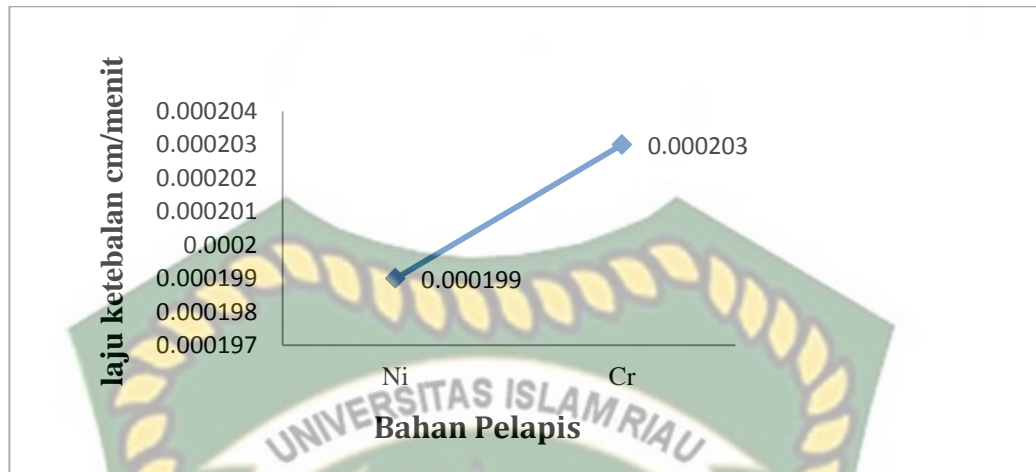 laju ketebalan cm/menit
0.000204
0.000203
0.000202
0.000201
0.0002
0.000199
0.000198
0.000197
0.000203
0.000199
Ni
Cr
Bahan Pelapis
UNIVERSITAS ISLAM RIAU